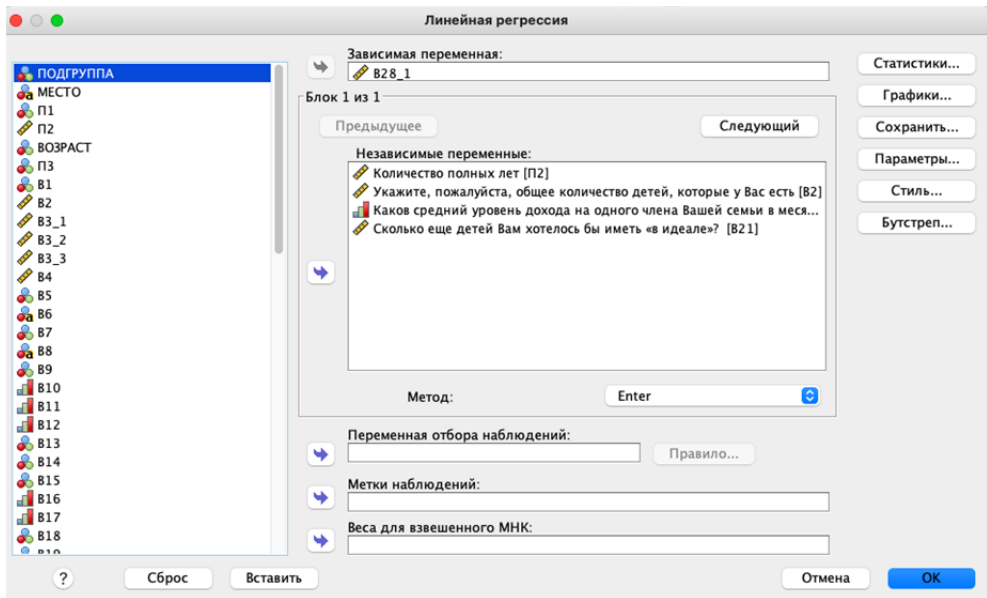 Линейная регрессия
ПОДГРУППА
МЕСТО
П1
П2
ВОЗРАСТ
П3
В1
В2
В3_1
В3_2
В3_3
В4
В5
В6
В7
В8
В9
В10
В11
В12
В13
В14
В15
В16
В17
В18
Зависимая переменная:
В28_1
Блок 1 из 1
Предыдущее
Следующий
Независимые переменные:
Количество полных лет [П2]
Укажите, пожалуйста, общее количество детей, которые у Вас есть [В2]
Каков средний уровень дохода на одного члена Вашей семьи в меся...
Сколько еще детей Вам хотелось бы иметь «в идеале»? [В21]
Метод:
Enter
Переменная отбора наблюдений:
Правило...
Метки наблюдений:
Веса для взвешенного МНК:
Статистики...
Графики...
Сохранить...
Параметры...
Стиль...
Бутстреп...
?
Сброс
Вставить
Отмена
OK